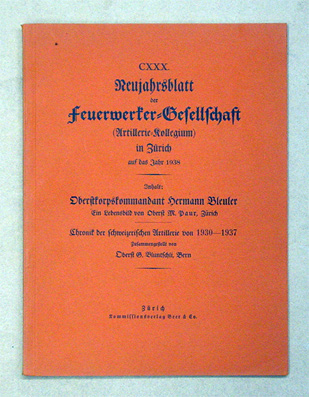 CXXX.
Neujahrsblatt
der
Feuerwerker-Gesellschaft
(Artillerie-Kollegium)
in Zürich
auf das Jahr 1938
Inhalt:
Oberstkorpskommandant Hermann Bleuler
Ein Lebensbild von Oberst M. Paur, Zürich
Chronik der schweizerischen Artillerie von 1930—1937
Zusammengestellt von
Oberst G. Bluntschli, Bern
Zürich
Kommissionsverlag Beer & Co.